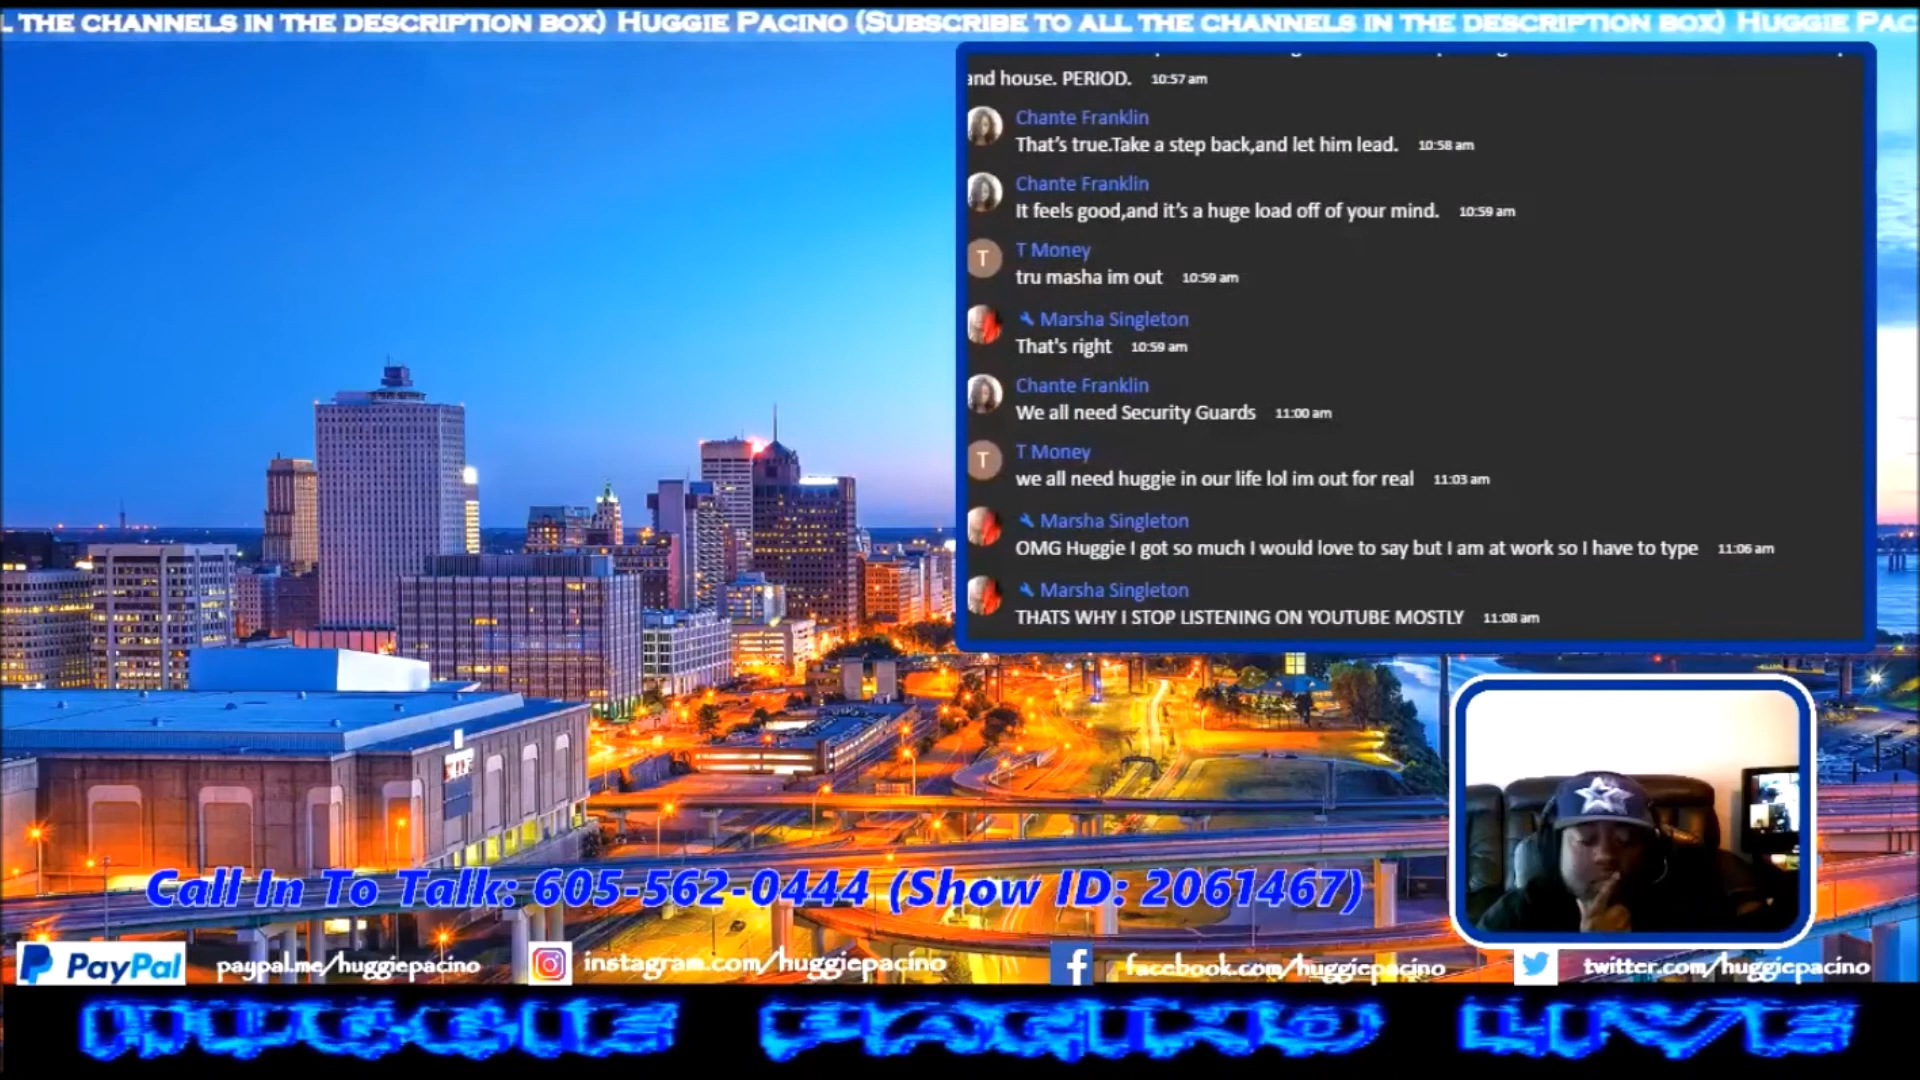 L THE CHANNELS IN THE DESCRIPTION BOX) HUGGIE PACINO (SUBSCRIBE TO ALL THE CHANNELS IN THE DESCRIPTION BOX) HUGGIE PAC
and house. PERIOD. 10:57 am
Chante Franklin
That's true.Take a step back,and let him lead. 10:58 am
Chante Franklin
It feels good,and it's a huge load off of your mind. 10:59 am
T
T Money
tru masha im out 10:59 am
Marsha Singleton
That's right 10:59 am
Chante Franklin
We all need Security Guards 11:00 am
T
T Money
we all need huggie in our life lol im out for real 11:03 am
Marsha Singleton
OMG Huggie I got so much I would love to say but I am at work so I have to type 11:06 am
Marsha Singleton
THATS WHY I STOP LISTENING ON YOUTUBE MOSTLY 11:08 am
Call In To Talk: 605-562-0444 (Show ID: 2061467)
PayPal paypal.me/huggiepacino instagram.com/huggiepacino facebook.com/huggiepacino twitter.com/huggiepacino
HUGGIE PACINO LIVE